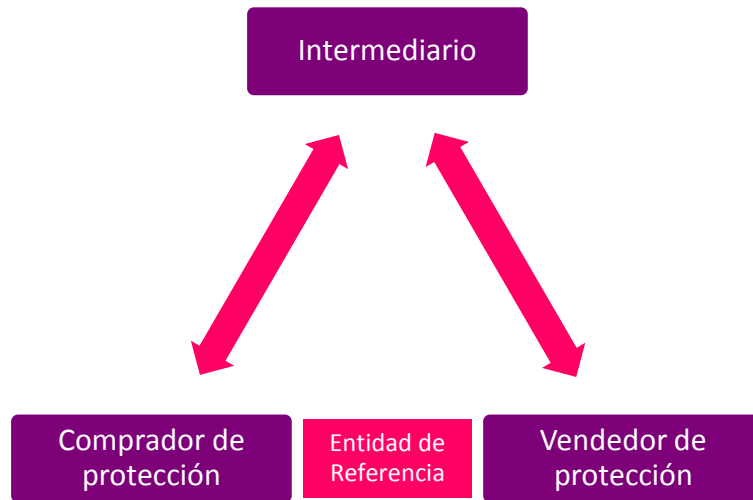 Intermediario
Comprador de
protección
Entidad de
Referencia
Vendedor de
protección